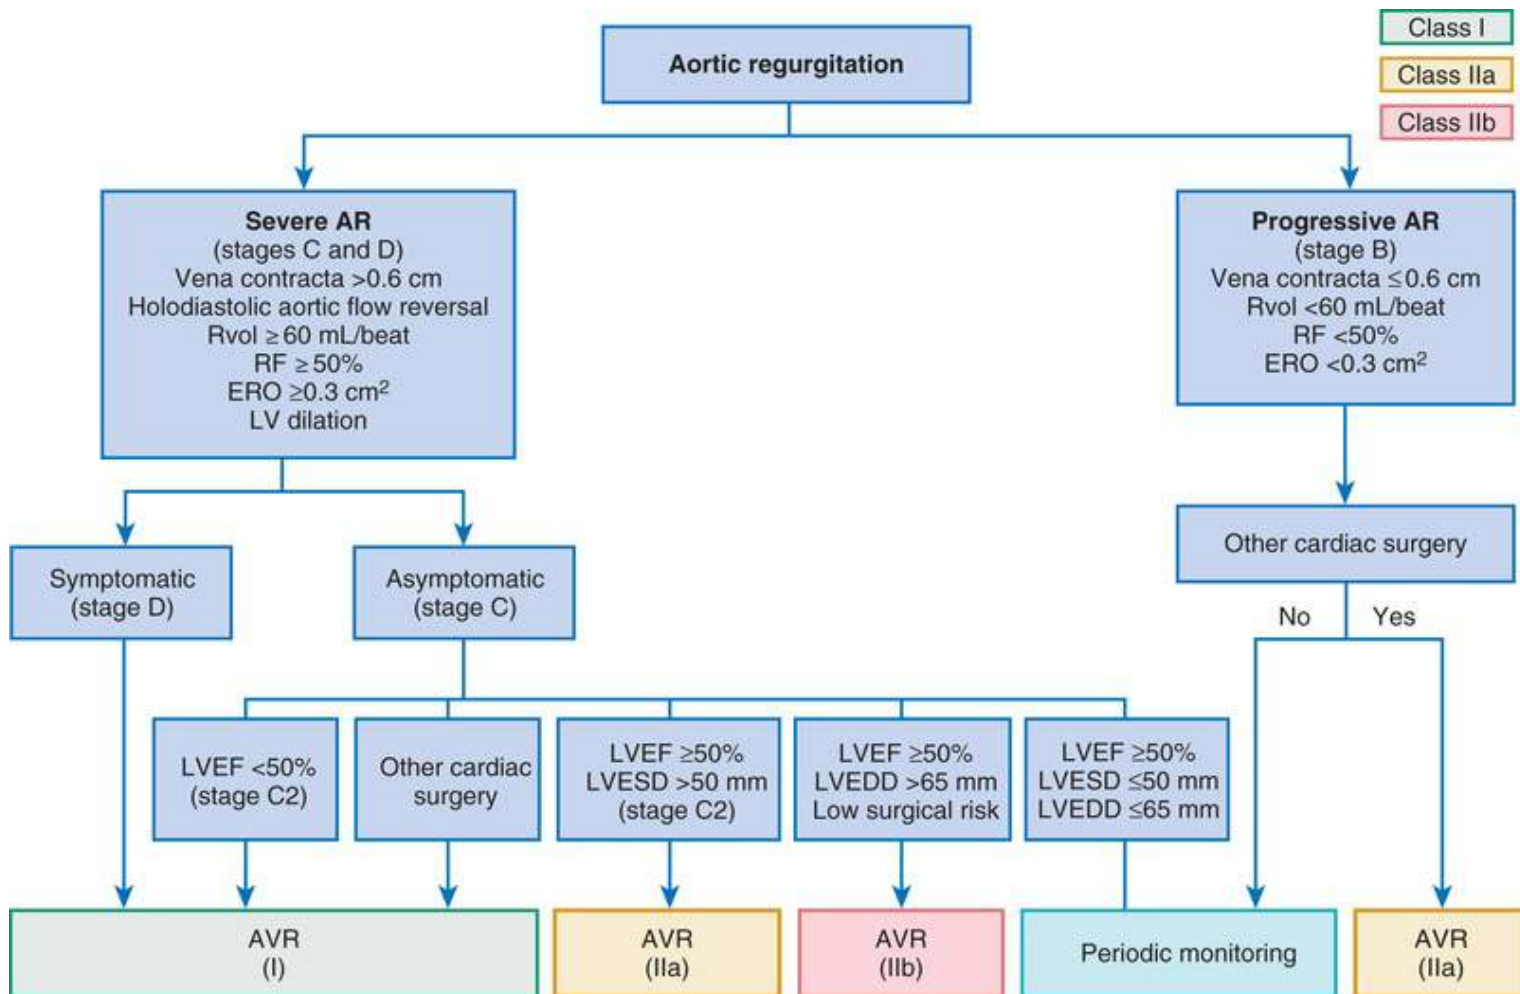 Class I
Class IIa
Class IIb
Aortic regurgitation
Severe AR
(stages C and D)
Vena contracta >0.6 cm
Holodiastolic aortic flow reversal
Rvol ≥ 60 mL/beat
RF ≥ 50%
ERO ≥0.3 cm²
LV dilation
Progressive AR
(stage B)
Vena contracta ≤ 0.6 cm
Rvol <60 mL/beat
RF <50%
ERO <0.3 cm²
Symptomatic
(stage D)
Asymptomatic
(stage C)
Other cardiac surgery
No
Yes
LVEF <50%
(stage C2)
Other cardiac
surgery
LVEF ≥50%
LVESD >50 mm
(stage C2)
LVEF ≥50%
LVEDD >65 mm
Low surgical risk
LVEF ≥50%
LVESD ≤50 mm
LVEDD ≤65 mm
AVR
(I)
AVR
(IIa)
AVR
(IIb)
Periodic monitoring
AVR
(IIa)